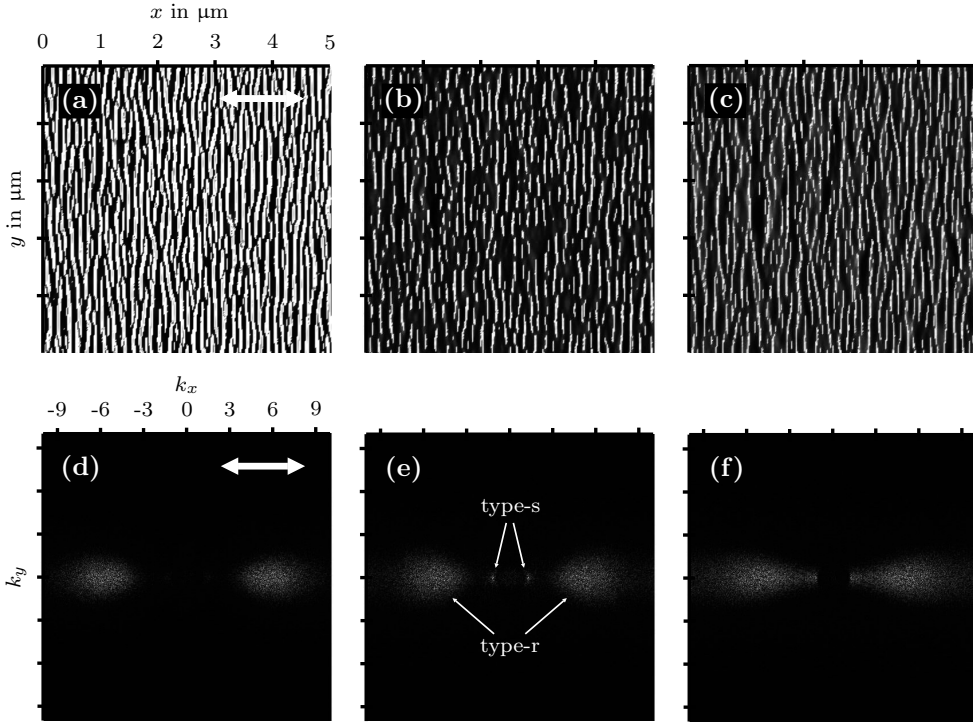 x in µm
0 1 2 3 4 5
y in µm
(a)
(b)
(c)
k_x
-9 -6 -3 0 3 6 9
k_y
(d)
(e)
(f)
type-s
type-r